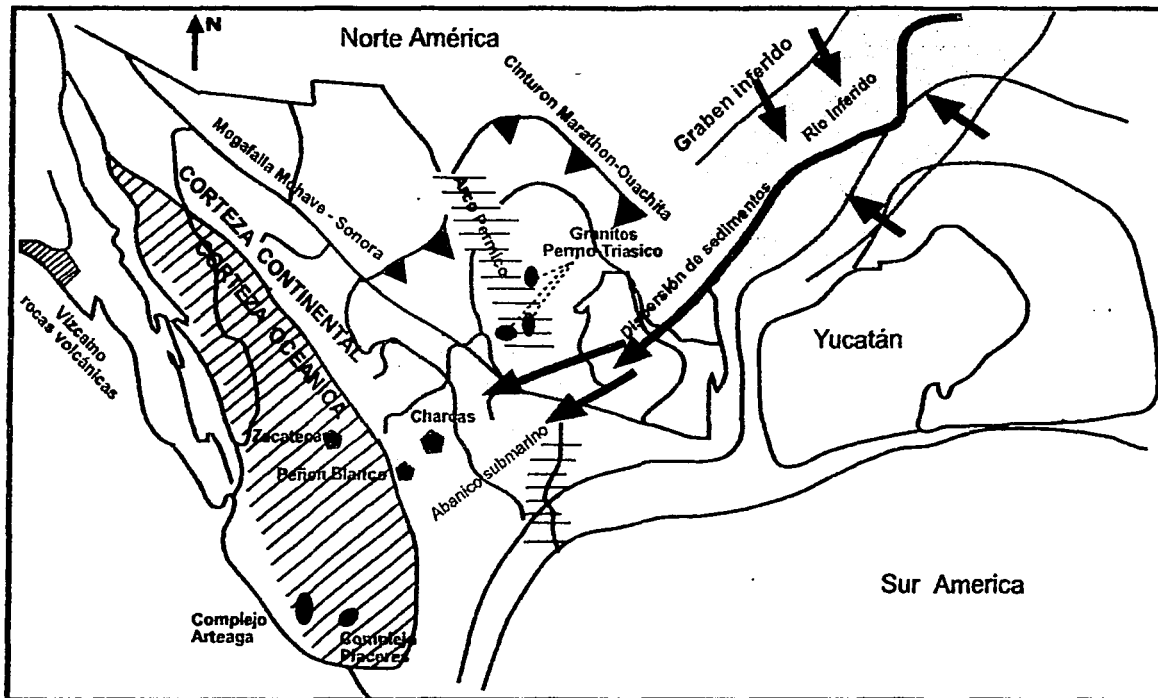 N
Norte América
Cinturon Marathon-Ouachita
Graben inferido
Rio Inferido
Mogafalla Mohave - Sonora
Arco Permico
CORTEZA CONTINENTAL
CORTEZA OCEANICA
Granitos
Permo-Triasico
Dispersión de sedimentos
Vizcaino
rocas volcánicas
Yucatán
Charcas
Zacatecas
Peñon Blanco
Abanico submarino
Sur America
Complejo
Arteaga
Complejo
Placeres